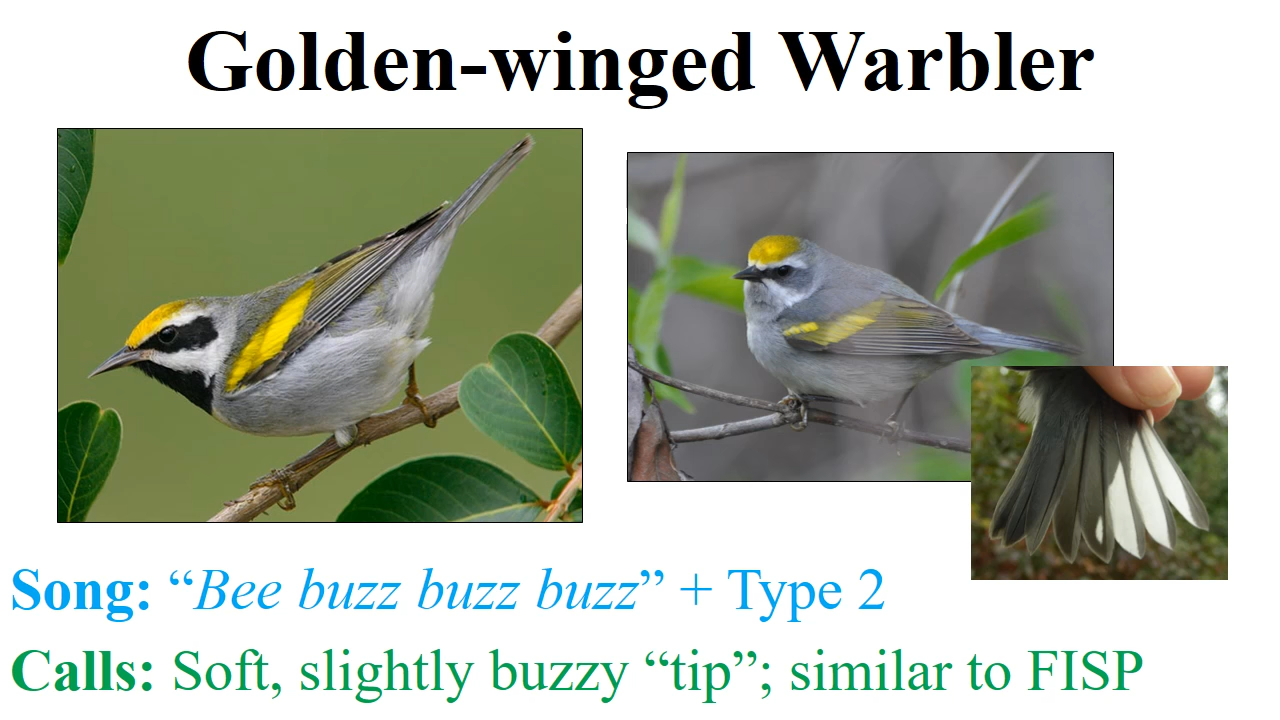 Golden-winged Warbler
Song: “Bee buzz buzz buzz” + Type 2
Calls: Soft, slightly buzzy “tip”; similar to FISP